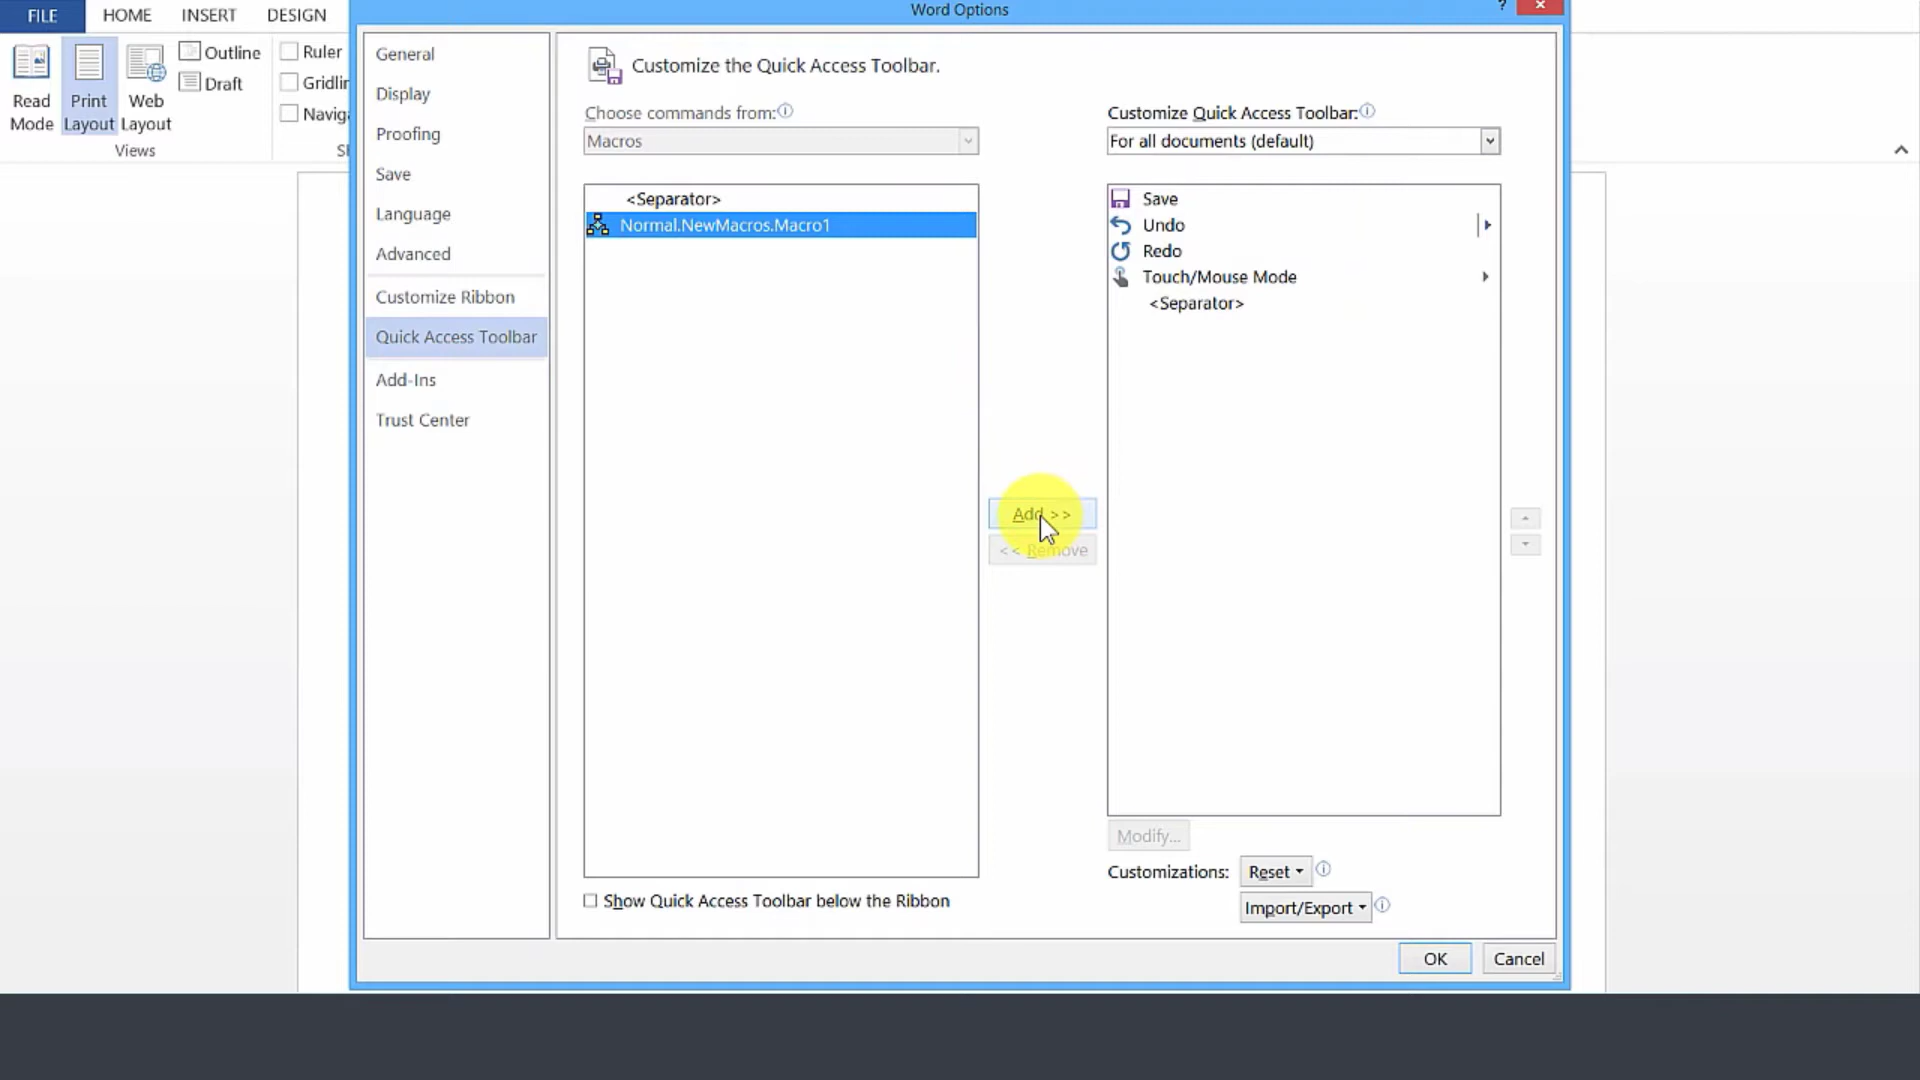 FILE HOME INSERT DESIGN
Read Mode
Print Layout
Web Layout
Outline
Draft
Views
Ruler
Gridlin
Naviga
Sh
Word Options
?
General
Display
Proofing
Save
Language
Advanced
Customize Ribbon
Quick Access Toolbar
Add-Ins
Trust Center
Customize the Quick Access Toolbar.
Choose commands from:
Macros
<Separator>
Normal.NewMacros.Macro1
Add >>
<< Remove
Customize Quick Access Toolbar:
For all documents (default)
Save
Undo
Redo
Touch/Mouse Mode
<Separator>
Modify...
Customizations: Reset
Import/Export
Show Quick Access Toolbar below the Ribbon
OK Cancel